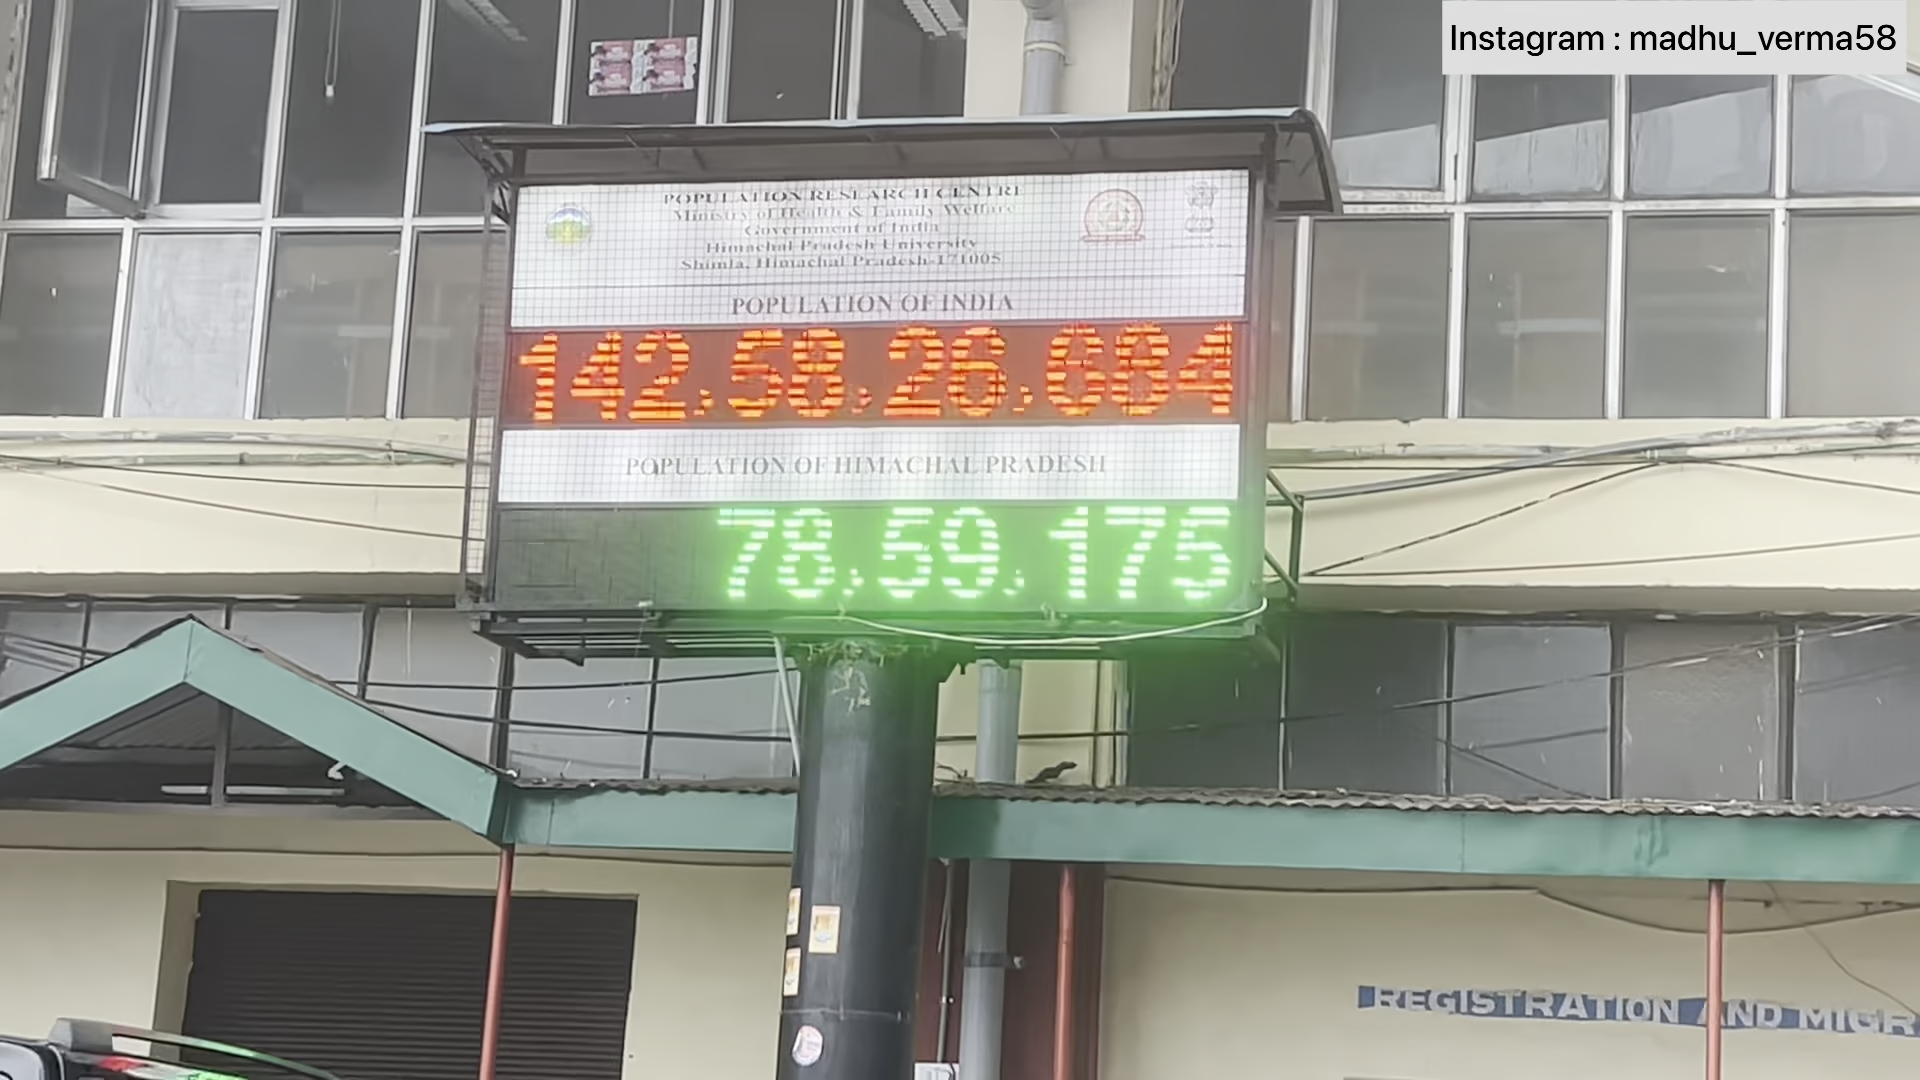 Instagram : madhu_verma58
POPULATION RESEARCH CENTRE
Ministry of Health & Family Welfare
Government of India
Himachal Pradesh University
Shimla, Himachal Pradesh-171005
POPULATION OF INDIA
142,58,26,684
POPULATION OF HIMACHAL PRADESH
78,59,175
REGISTRATION AND MIGR